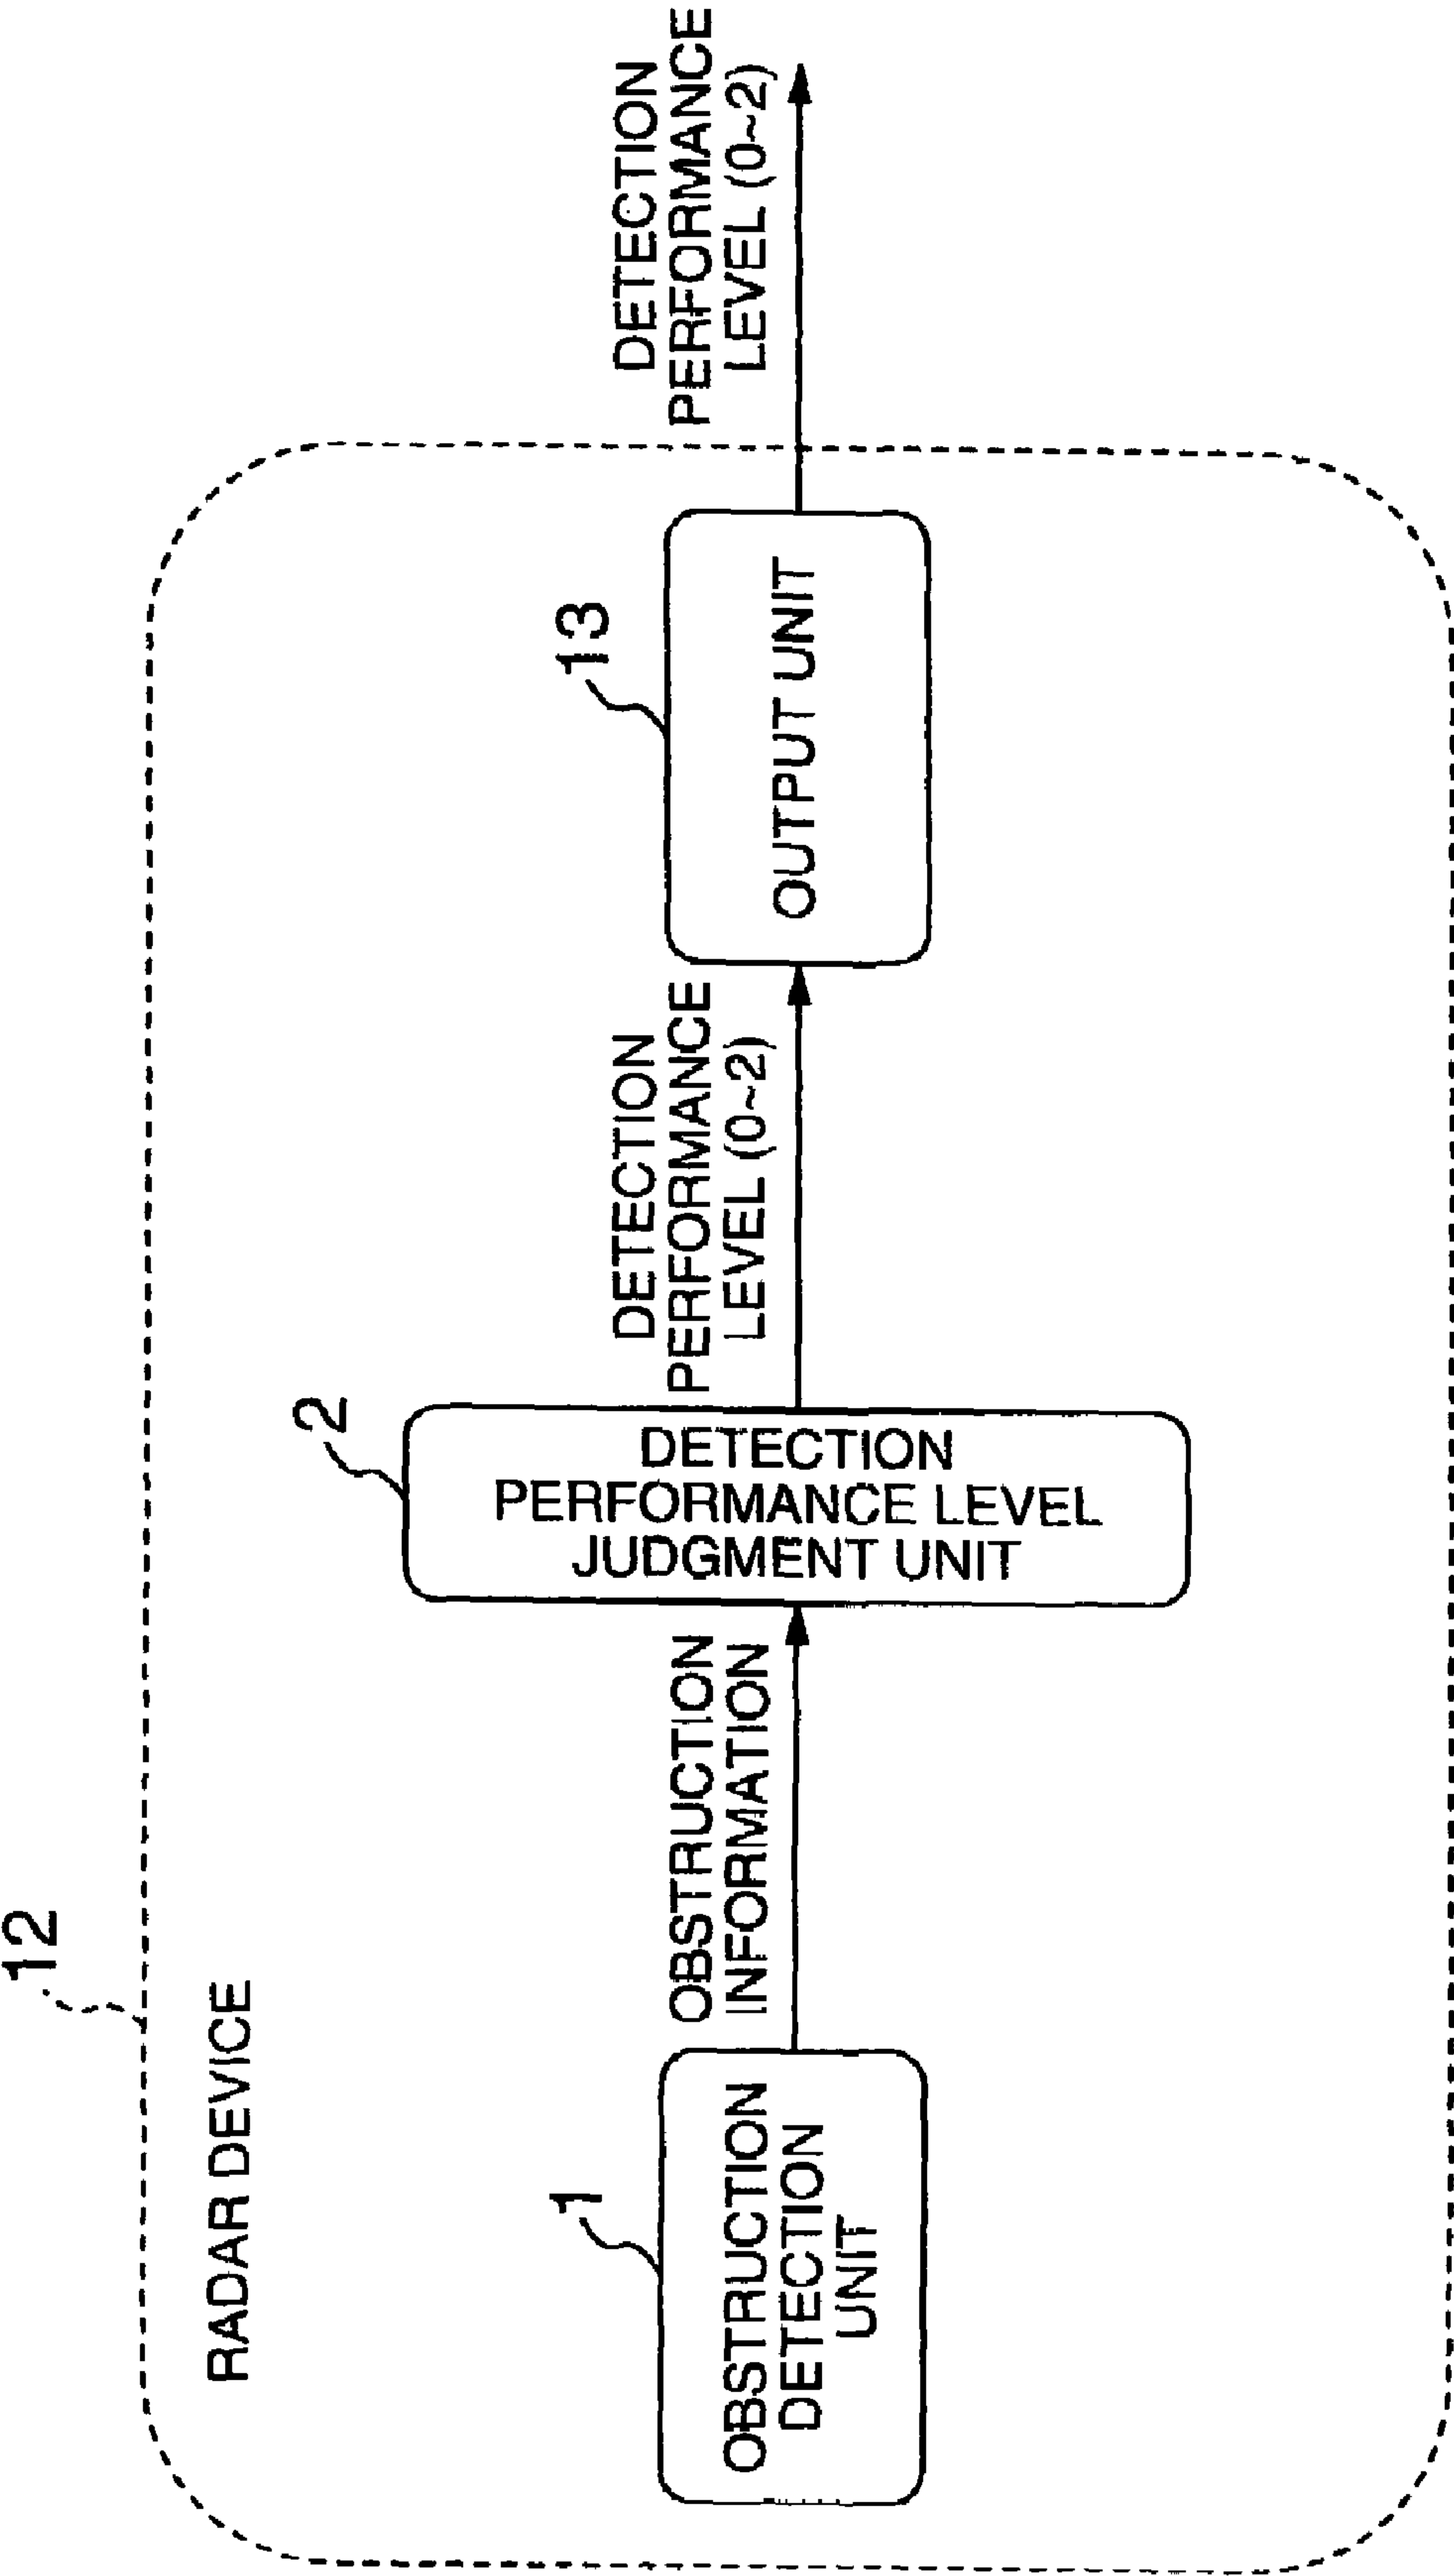 12
RADAR DEVICE
1
OBSTRUCTION
DETECTION
UNIT
OBSTRUCTION
INFORMATION
2
DETECTION
PERFORMANCE LEVEL
JUDGMENT UNIT
DETECTION
PERFORMANCE
LEVEL (0~2)
13
OUTPUT UNIT
DETECTION
PERFORMANCE
LEVEL (0~2)